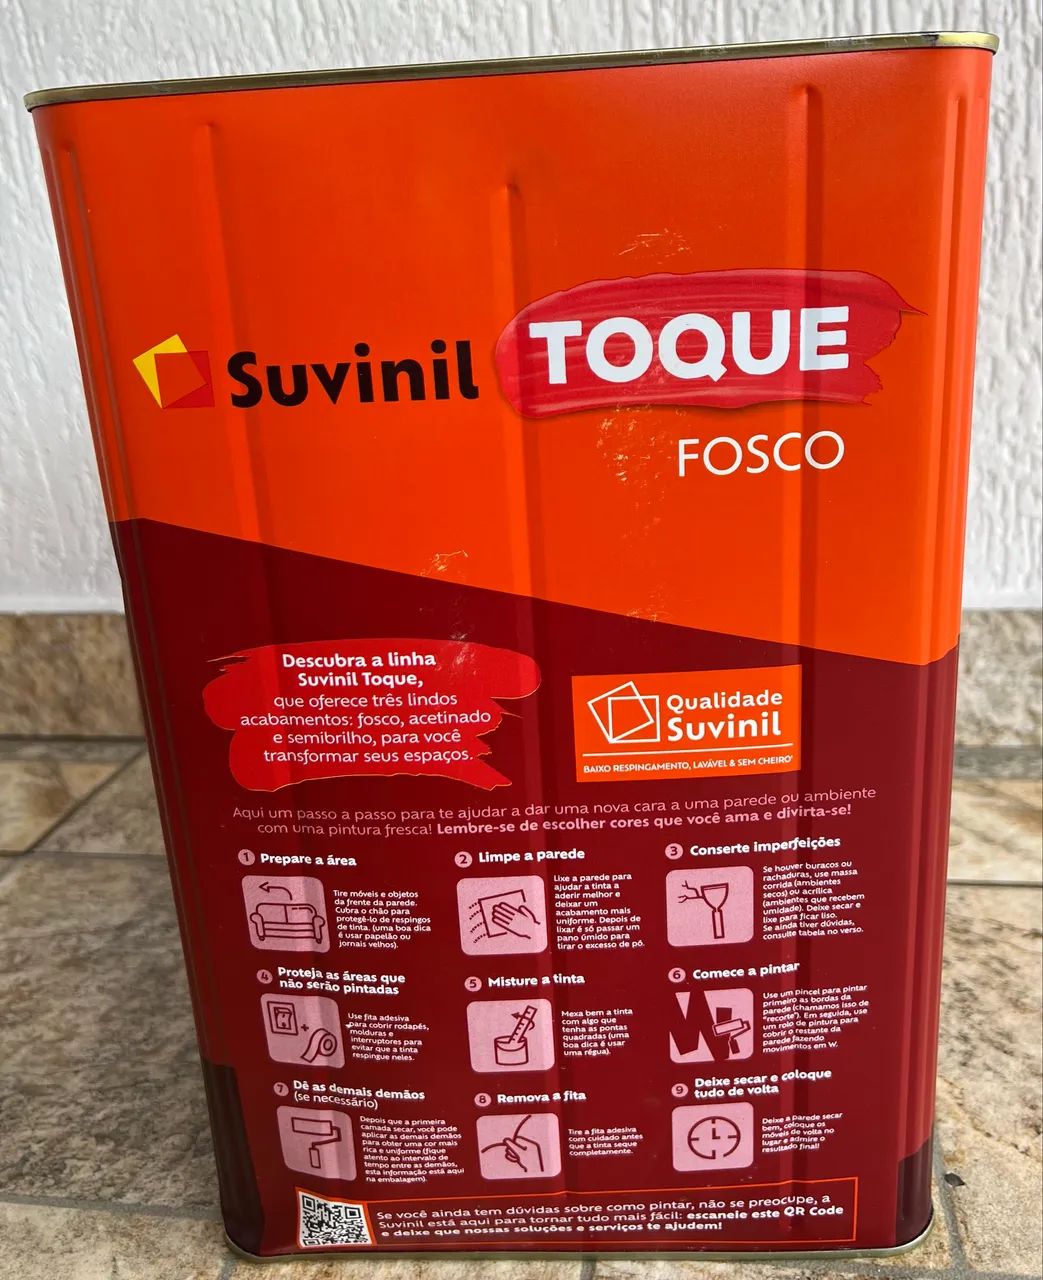 Suvinil TOQUE
FOSCO
Descubra a linha
Suvinil Toque,
que oferece três lindos
acabamentos: fosco, acetinado
e semibrilho, para você
transformar seus espaços.
Qualidade
Suvinil
BAIXO RESPINGAMENTO, LAVÁVEL & SEM CHEIRO*
Aqui um passo a passo para te ajudar a dar uma nova cara a uma parede ou ambiente
com uma pintura fresca! Lembre-se de escolher cores que você ama e divirta-se!
1 Prepare a área
Tire móveis e objetos
da frente da parede.
Cubra o chão para
protegê-lo de respingos
de tinta. (uma boa dica
é usar papelão ou
jornais velhos).
2 Limpe a parede
Lixe a parede para
ajudar a tinta a
aderir melhor e
deixar um
acabamento mais
uniforme. Depois de
lixar é só passar um
pano úmido para
tirar o excesso de pó.
3 Conserte imperfeições
Se houver buracos ou
rachaduras, use massa
corrida (ambientes
secos) ou acrílica
(ambientes que recebem
umidade). Deixe secar e
lixe para ficar liso.
Se ainda tiver dúvidas,
consulte tabela no verso.
4 Proteja as áreas que
não serão pintadas
Use fita adesiva
para cobrir rodapés,
molduras e
interruptores para
evitar que a tinta
respingue neles.
5 Misture a tinta
Mexa bem a tinta
com algo que
tenha as pontas
quadradas (uma
boa dica é usar
uma régua).
6 Comece a pintar
Use um pincel para pintar
primeiro as bordas da
parede (chamamos isso de
"recorte"). Em seguida, use
um rolo de pintura para
cobrir o restante da
parede fazendo
movimentos em W.
7 Dê as demais demãos
(se necessário)
Depois que a primeira
camada secar, você pode
aplicar as demais demãos
para obter uma cor mais
rica e uniforme (fique
atento ao intervalo de
tempo entre as demãos,
esta informação está aqui
na embalagem).
8 Remova a fita
Tire a fita adesiva
com cuidado antes
que a tinta seque
completamente.
9 Deixe secar e coloque
tudo de volta
Deixe a parede secar
bem, coloque os
móveis de volta no
lugar e admire o
resultado final!
Se você ainda tem dúvidas sobre como pintar, não se preocupe, a
Suvinil está aqui para tornar tudo mais fácil: escaneie este QR Code
e deixe que nossas soluções e serviços te ajudem!